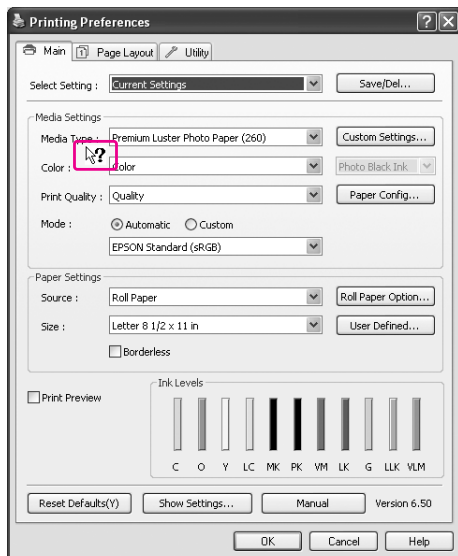 Printing Preferences
Main Page Layout Utility
Select Setting : Current Settings Save/Del...
Media Settings
Media Type : Premium Luster Photo Paper (260) Custom Settings...
Color : Color Photo Black Ink
Print Quality : Quality Paper Config...
Mode : Automatic Custom
EPSON Standard (sRGB)
Paper Settings
Source : Roll Paper Roll Paper Option...
Size : Letter 8 1/2 x 11 in User Defined...
Borderless
Print Preview
Ink Levels
C O Y LC MK PK VM LK G LLK VLM
Reset Defaults(Y) Show Settings... Manual Version 6.50
OK Cancel Help